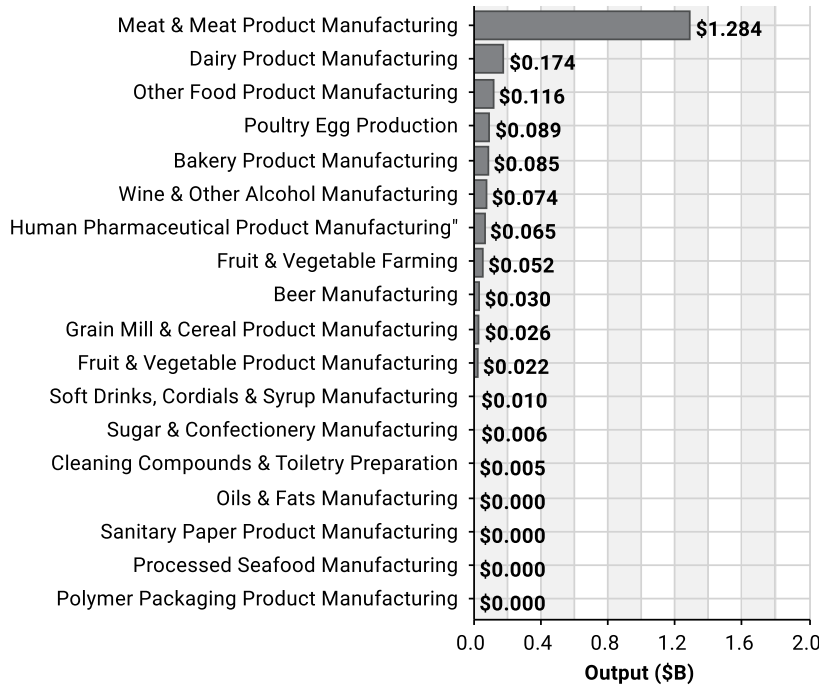 Meat & Meat Product Manufacturing $1.284
Dairy Product Manufacturing $0.174
Other Food Product Manufacturing $0.116
Poultry Egg Production $0.089
Bakery Product Manufacturing $0.085
Wine & Other Alcohol Manufacturing $0.074
Human Pharmaceutical Product Manufacturing" $0.065
Fruit & Vegetable Farming $0.052
Beer Manufacturing $0.030
Grain Mill & Cereal Product Manufacturing $0.026
Fruit & Vegetable Product Manufacturing $0.022
Soft Drinks, Cordials & Syrup Manufacturing $0.010
Sugar & Confectionery Manufacturing $0.006
Cleaning Compounds & Toiletry Preparation $0.005
Oils & Fats Manufacturing $0.000
Sanitary Paper Product Manufacturing $0.000
Processed Seafood Manufacturing $0.000
Polymer Packaging Product Manufacturing $0.000
0.0 0.4 0.8 1.2 1.6 2.0
Output ($B)